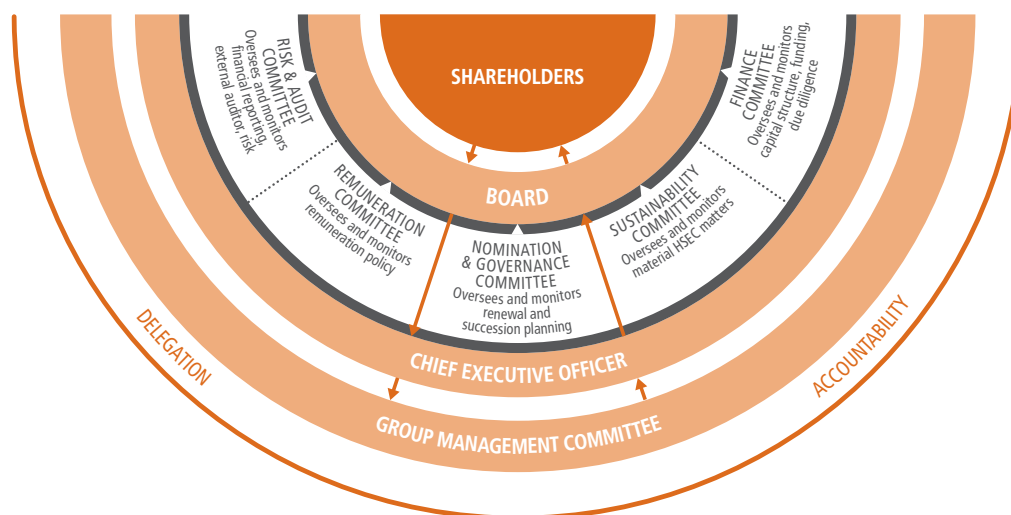 SHAREHOLDERS
BOARD
RISK & AUDIT
COMMITTEE
Oversees and monitors
financial reporting,
external auditor, risk
REMUNERATION
COMMITTEE
Oversees and monitors
remuneration policy
NOMINATION
& GOVERNANCE
COMMITTEE
Oversees and monitors
renewal and
succession planning
SUSTAINABILITY
COMMITTEE
Oversees and monitors
material HSEC matters
FINANCE
COMMITTEE
Oversees and monitors
capital structure, funding,
due diligence
CHIEF EXECUTIVE OFFICER
GROUP MANAGEMENT COMMITTEE
DELEGATION
ACCOUNTABILITY